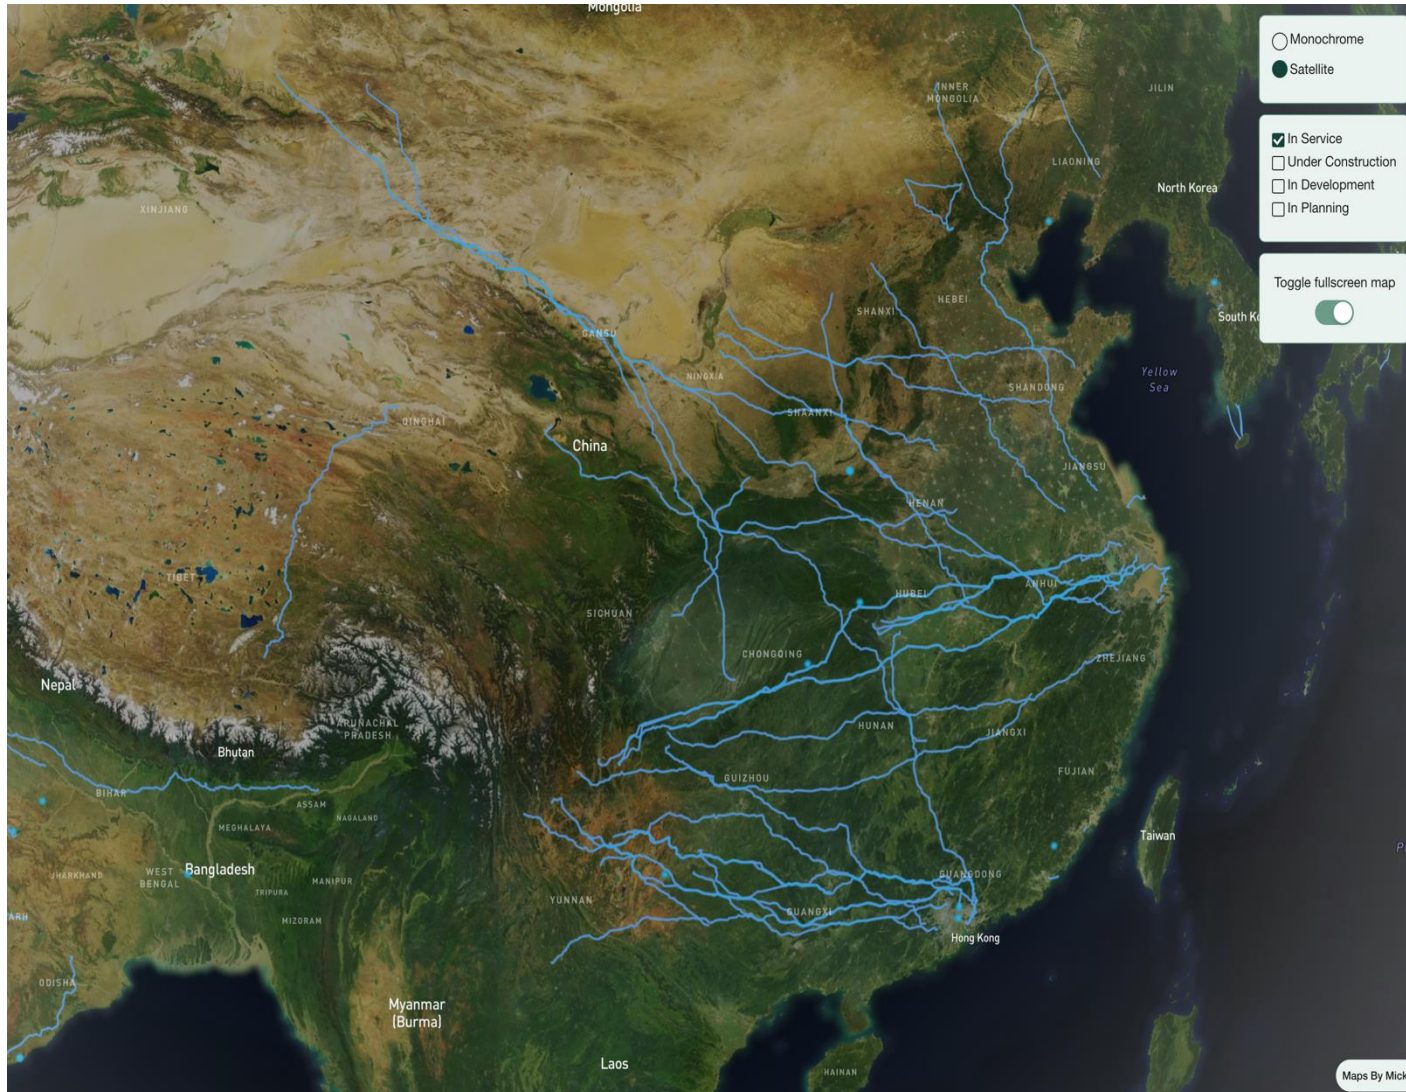 Mongolia
Monochrome
Satellite
In Service
Under Construction
In Development
In Planning
Toggle fullscreen map
INNER
MONGOLIA
JILIN
LIAONING
North Korea
XINJIANG
HEBEI
SHANXI
South Ko
GANSU
NINGXIA
Yellow
Sea
SHANDONG
SHAANXI
QINGHAI
China
JIANGSU
HENAN
TIBET
ANHUI
HUBEI
SICHUAN
CHONGQING
ZHEJIANG
Nepal
ARUNACHAL
PRADESH
Bhutan
HUNAN
JIANGXI
FUJIAN
GUIZHOU
BIHAR
ASSAM
NAGALAND
MEGHALAYA
Taiwan
P
JHARKHAND
WEST
BENGAL
Bangladesh
TRIPURA
MANIPUR
GUANGDONG
YUNNAN
GUANGXI
ARH
MIZORAM
Hong Kong
ODISHA
Myanmar
(Burma)
Laos
HAINAN
Maps By Mick